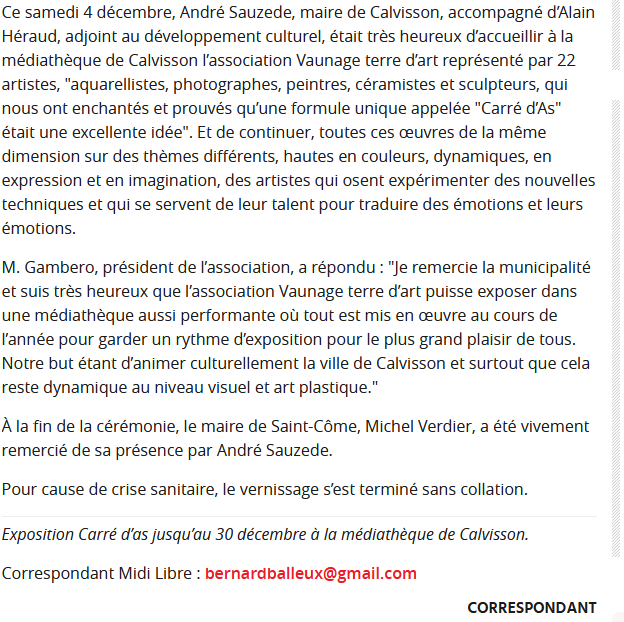 Ce samedi 4 décembre, André Sauzede, maire de Calvisson, accompagné d’Alain
Héraud, adjoint au développement culturel, était très heureux d’accueillir à la
médiathèque de Calvisson l’association Vaunage terre d’art représenté par 22
artistes, "aquarellistes, photographes, peintres, céramistes et sculpteurs, qui
nous ont enchantés et prouvés qu’une formule unique appelée "Carré d’As"
était une excellente idée". Et de continuer, toutes ces œuvres de la même
dimension sur des thèmes différents, hautes en couleurs, dynamiques, en
expression et en imagination, des artistes qui osent expérimenter des nouvelles
techniques et qui se servent de leur talent pour traduire des émotions et leurs
émotions.
M. Gambero, président de l’association, a répondu : "Je remercie la municipalité
et suis très heureux que l’association Vaunage terre d’art puisse exposer dans
une médiathèque aussi performante où tout est mis en œuvre au cours de
l’année pour garder un rythme d’exposition pour le plus grand plaisir de tous.
Notre but étant d’animer culturellement la ville de Calvisson et surtout que cela
reste dynamique au niveau visuel et art plastique."
À la fin de la cérémonie, le maire de Saint-Côme, Michel Verdier, a été vivement
remercié de sa présence par André Sauzede.
Pour cause de crise sanitaire, le vernissage s’est terminé sans collation.
Exposition Carré d’as jusqu’au 30 décembre à la médiathèque de Calvisson.
Correspondant Midi Libre : bernardballeux@gmail.com
CORRESPONDANT